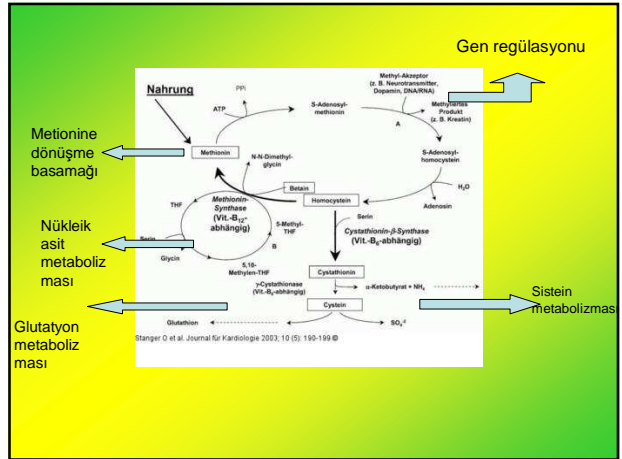 Gen regülasyonu
Nahrung
PPi
ATP
S-Adenosyl-
methionin
Methyl-Akzeptor
(z. B. Neurotransmitter,
Dopamin, DNA/RNA)
A
Methyliertes
Produkt
(z. B. Kreatin)
Metionine
dönüşme
basamağı
Methionin
N-N-Dimethyl-
glycin
S-Adenosyl-
homocystein
Betain
Homocystein
H₂O
Adenosin
THF
Methionin-
Synthase
(Vit.-B₁₂-
abhängig)
5-Methyl-
THF
B
Serin
Glycin
5,10-
Methylen-THF
Serin
Cystathionin-β-Synthase
(Vit.-B₆-abhängig)
Nükleik
asit
metaboliz
ması
Cystathionin
γ-Cystathionase
(Vit.-B₆-abhängig)
α-Ketobutyrat + NH₄
Cystein
Glutathion
SO₄⁻²
Sistein
metabolizması
Glutatyon
metaboliz
ması
Stanger O et al. Journal für Kardiologie 2003; 10 (5): 190-199 ©